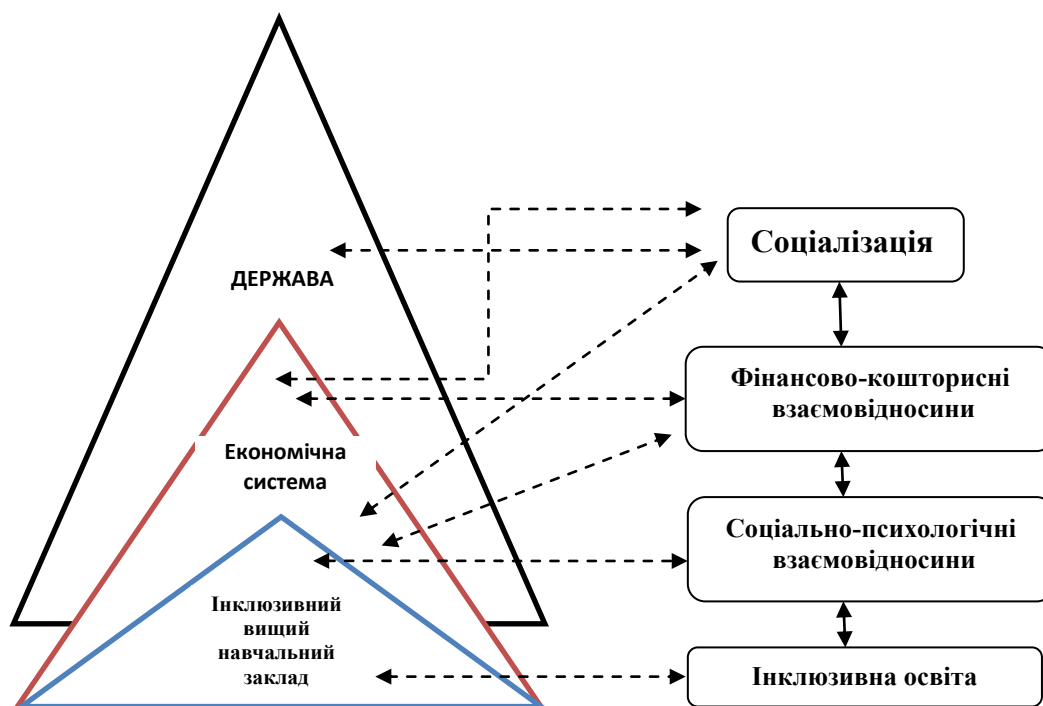 ДЕРЖАВА
Економічна
система
Інклюзивний
вищий
навчальний
заклад
Соціалізація
Фінансово-кошторисні
взаємовідносини
Соціально-психологічні
взаємовідносини
Інклюзивна освіта